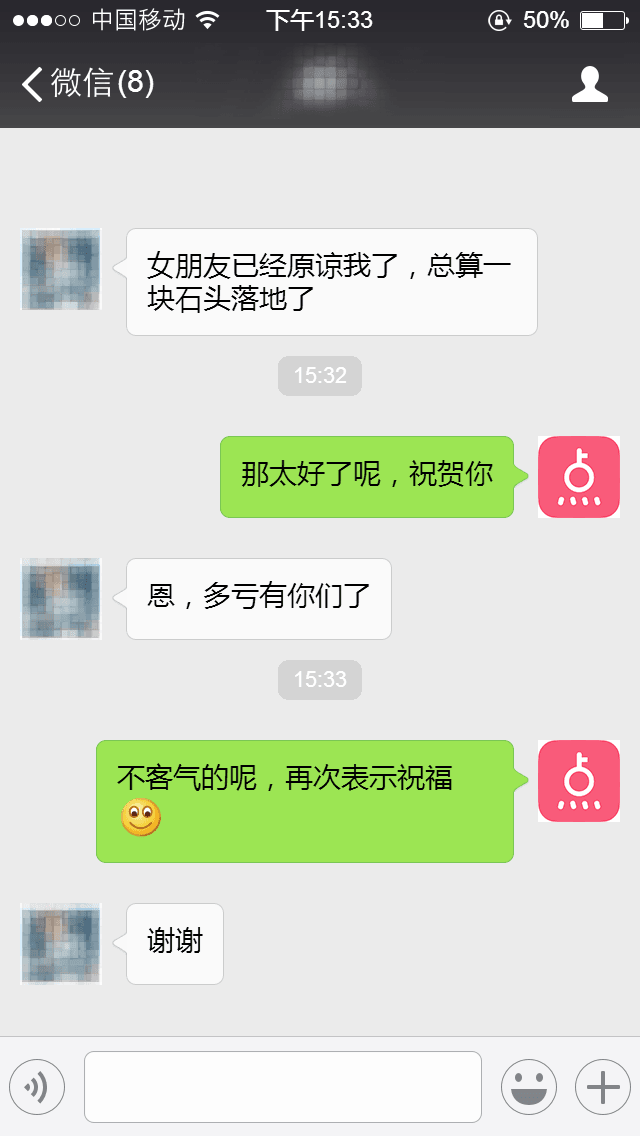 中国移动
下午15:33
50%
微信(8)
女朋友已经原谅我了，总算一
块石头落地了
15:32
那太好了呢，祝贺你
恩，多亏有你们了
15:33
不客气的呢，再次表示祝福
谢谢